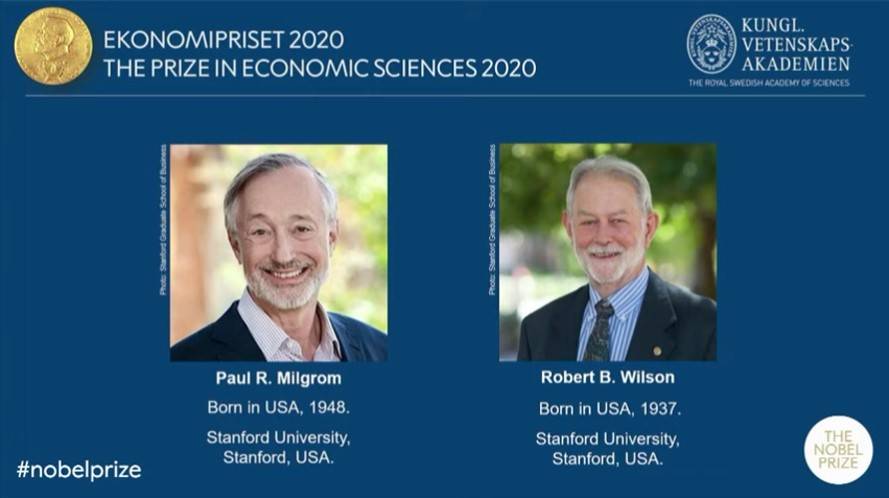 EKONOMIPRISET 2020
THE PRIZE IN ECONOMIC SCIENCES 2020
KUNGL.
VETENSKAPS-
AKADEMIEN
THE ROYAL SWEDISH ACADEMY OF SCIENCES
Photo: Stanford Graduate School of Business
Photo: Stanford Graduate School of Business
Paul R. Milgrom
Born in USA, 1948.
Stanford University,
Stanford, USA.
Robert B. Wilson
Born in USA, 1937.
Stanford University,
Stanford, USA.
#nobelprize
THE
NOBEL
PRIZE